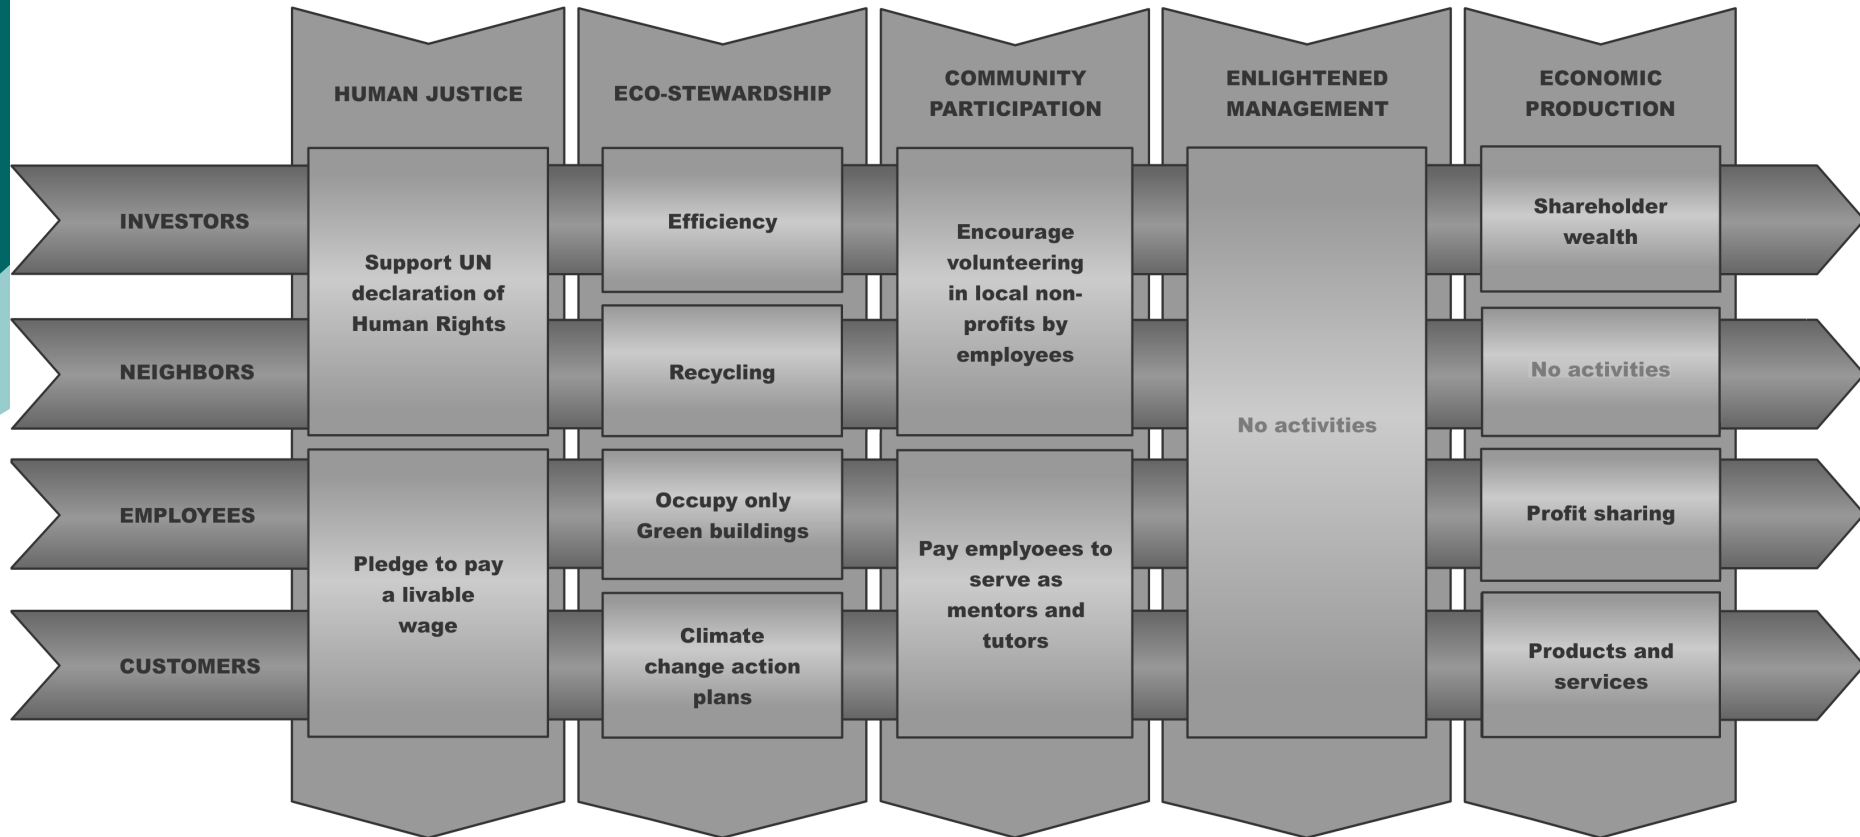 HUMAN JUSTICE
ECO-STEWARDSHIP
COMMUNITY
PARTICIPATION
ENLIGHTENED
MANAGEMENT
ECONOMIC
PRODUCTION
INVESTORS
Support UN
declaration of
Human Rights
Efficiency
Encourage
volunteering
in local non-
profits by
employees
No activities
Shareholder
wealth
NEIGHBORS
Recycling
No activities
EMPLOYEES
Pledge to pay
a livable
wage
Occupy only
Green buildings
Pay emplyoees to
serve as
mentors and
tutors
Profit sharing
CUSTOMERS
Climate
change action
plans
Products and
services